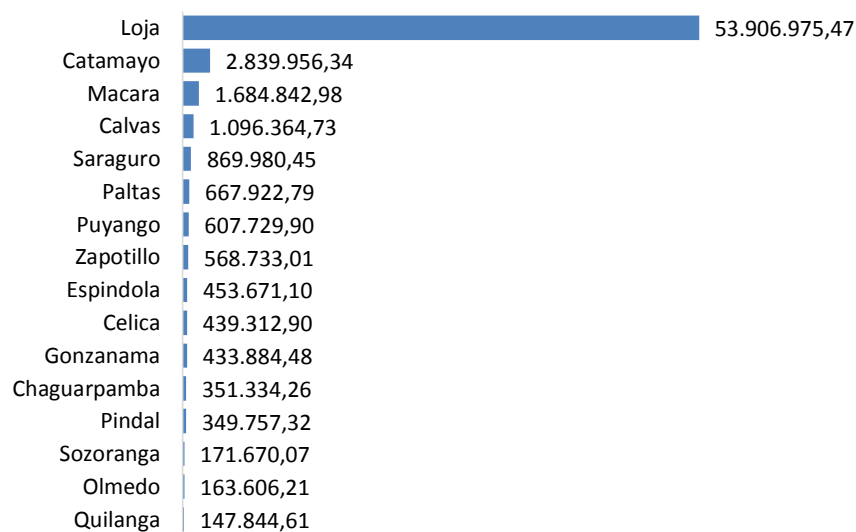 Loja 53.906.975,47
Catamayo 2.839.956,34
Macara 1.684.842,98
Calvas 1.096.364,73
Saraguro 869.980,45
Paltas 667.922,79
Puyango 607.729,90
Zapotillo 568.733,01
Espindola 453.671,10
Celica 439.312,90
Gonzanama 433.884,48
Chaguarpamba 351.334,26
Pindal 349.757,32
Sozoranga 171.670,07
Olmedo 163.606,21
Quilanga 147.844,61